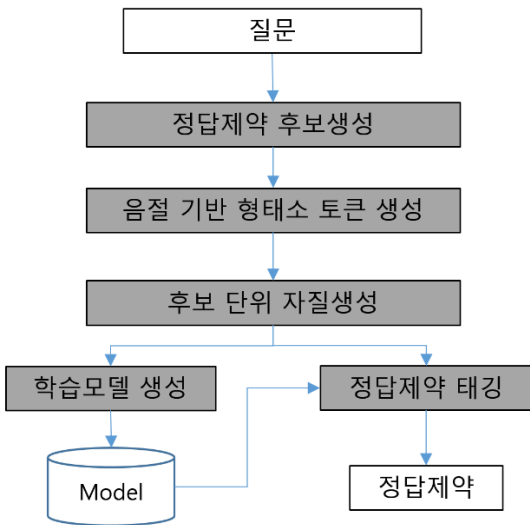 질문
정답제약 후보생성
음절 기반 형태소 토큰 생성
후보 단위 자질생성
학습모델 생성
정답제약 태깅
Model
정답제약